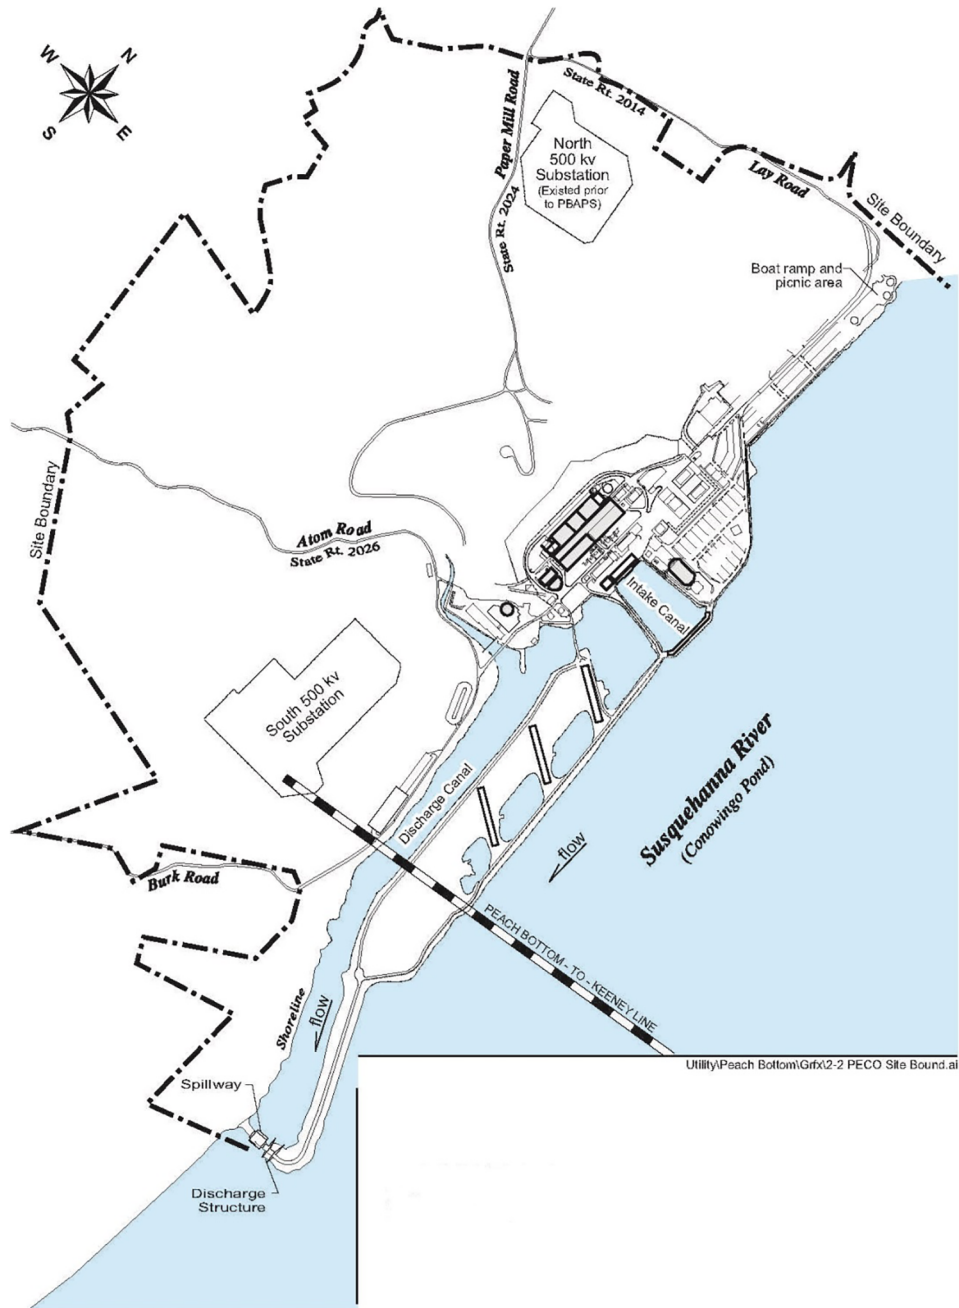 W
N
S
E
State Rt. 2014
Paper Mill Road
State Rt. 2024
North
500 kv
Substation
(Existed prior
to PBAPS)
Lay Road
Site Boundary
Boat ramp and
picnic area
Site Boundary
Atom Road
State Rt. 2026
Intake Canal
South 500 kv
Substation
Discharge Canal
Susquehanna River
(Conowingo Pond)
flow
Burk Road
PEACH BOTTOM - TO - KEENEY LINE
Shoreline
flow
Utility\Peach Bottom\Grfx\2-2 PECO Site Bound.ai
Spillway
Discharge
Structure